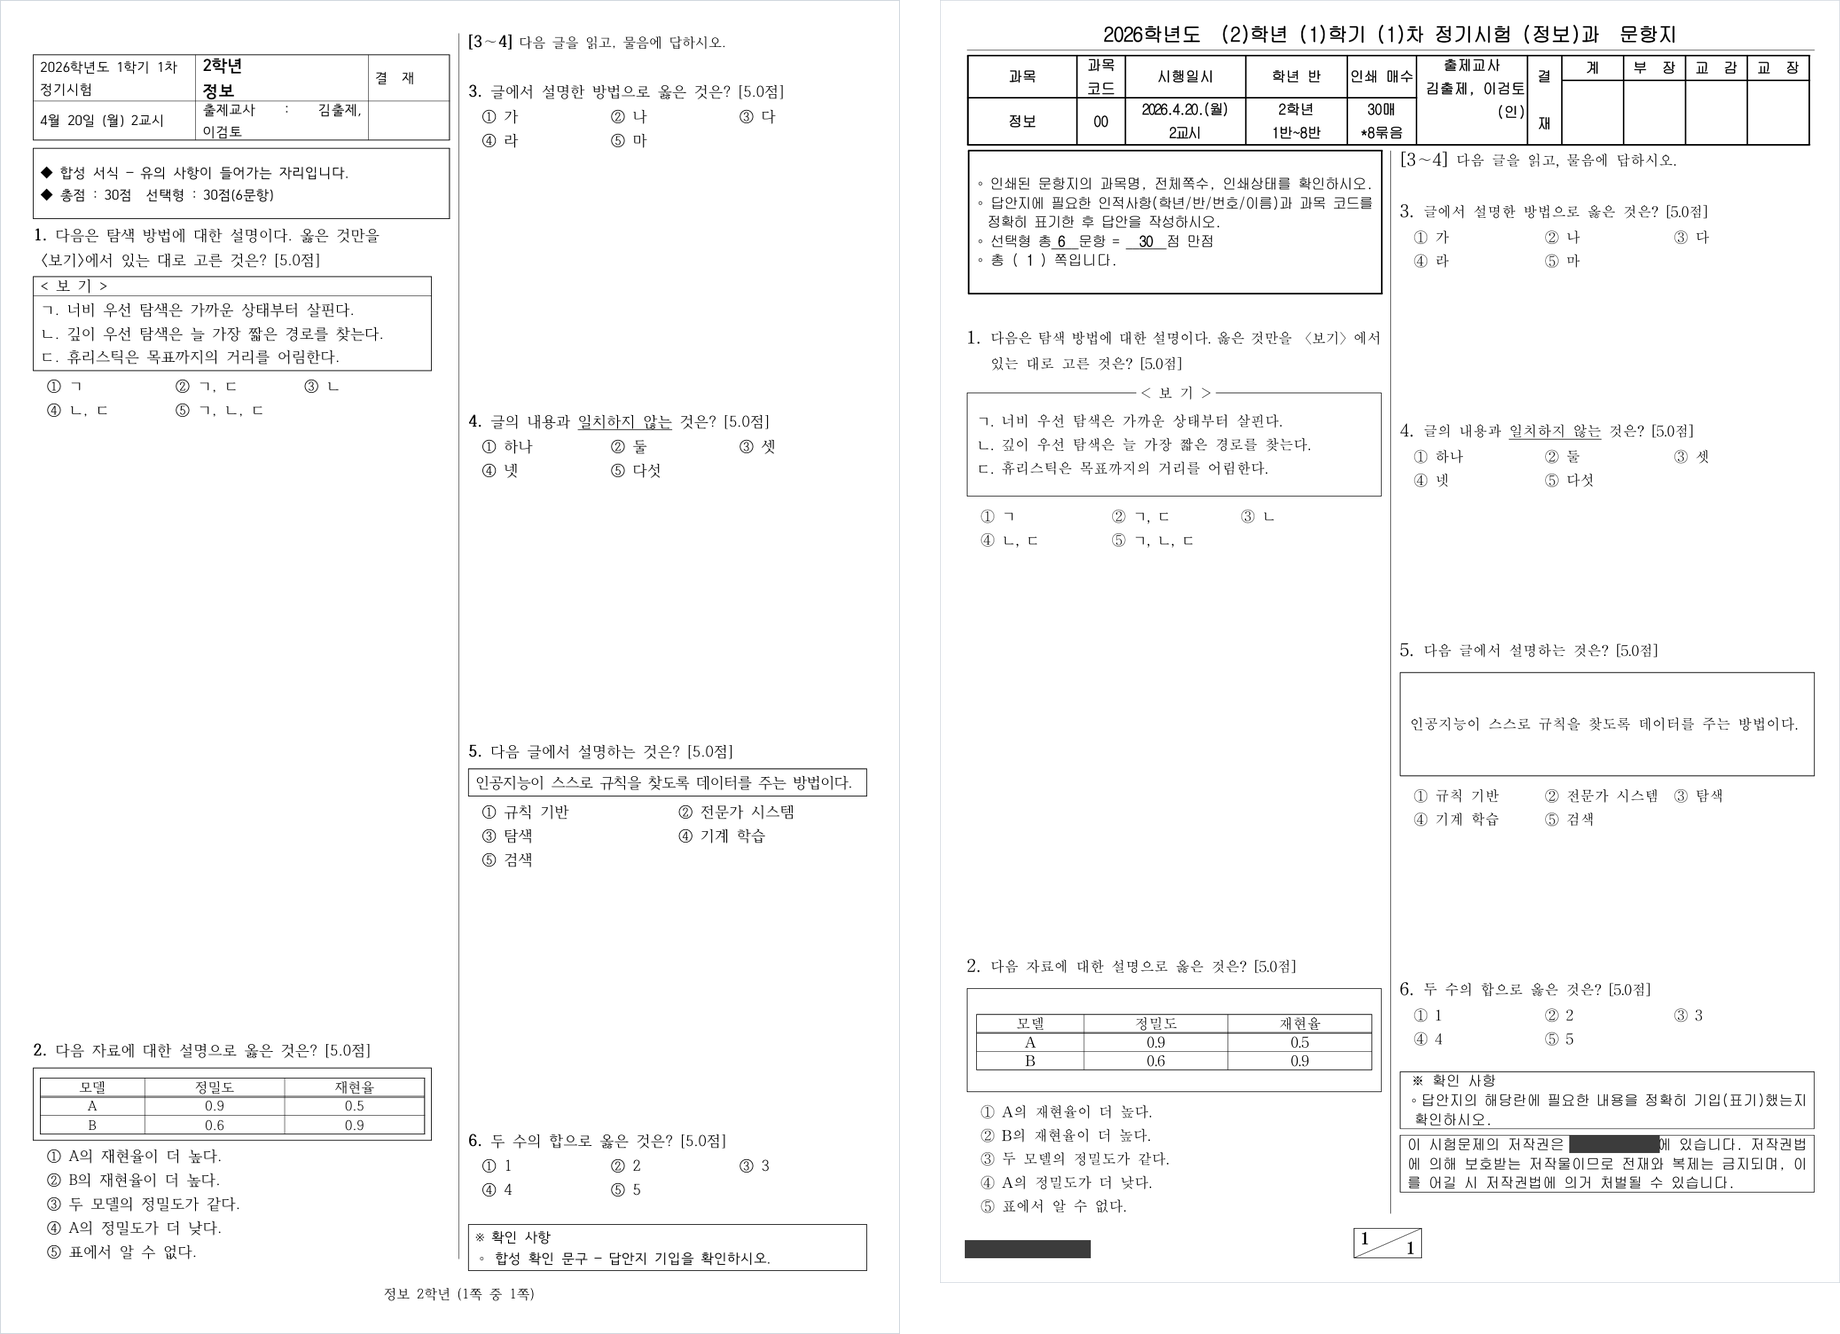 2026학년도 1학기 1차
정기시험
2학년
정보
결 재
4월 20일 (월) 2교시
출제교사 : 김출제,
이검토
◆ 합성 서식 – 유의 사항이 들어가는 자리입니다.
◆ 총점 : 30점 선택형 : 30점(6문항)
1. 다음은 탐색 방법에 대한 설명이다. 옳은 것만을
〈보기〉에서 있는 대로 고른 것은? [5.0점]
< 보 기 >
ㄱ. 너비 우선 탐색은 가까운 상태부터 살핀다.
ㄴ. 깊이 우선 탐색은 늘 가장 짧은 경로를 찾는다.
ㄷ. 휴리스틱은 목표까지의 거리를 어림한다.
① ㄱ ② ㄱ, ㄷ ③ ㄴ
④ ㄴ, ㄷ ⑤ ㄱ, ㄴ, ㄷ
2. 다음 자료에 대한 설명으로 옳은 것은? [5.0점]
모델 정밀도 재현율
A 0.9 0.5
B 0.6 0.9
① A의 재현율이 더 높다.
② B의 재현율이 더 높다.
③ 두 모델의 정밀도가 같다.
④ A의 정밀도가 더 낮다.
⑤ 표에서 알 수 없다.
[3~4] 다음 글을 읽고, 물음에 답하시오.
3. 글에서 설명한 방법으로 옳은 것은? [5.0점]
① 가 ② 나 ③ 다
④ 라 ⑤ 마
4. 글의 내용과 일치하지 않는 것은? [5.0점]
① 하나 ② 둘 ③ 셋
④ 넷 ⑤ 다섯
5. 다음 글에서 설명하는 것은? [5.0점]
인공지능이 스스로 규칙을 찾도록 데이터를 주는 방법이다.
① 규칙 기반 ② 전문가 시스템
③ 탐색 ④ 기계 학습
⑤ 검색
6. 두 수의 합으로 옳은 것은? [5.0점]
① 1 ② 2 ③ 3
④ 4 ⑤ 5
※ 확인 사항
◦ 합성 확인 문구 – 답안지 기입을 확인하시오.
정보 2학년 (1쪽 중 1쪽)
2026학년도 (2)학년 (1)학기 (1)차 정기시험 (정보)과 문항지
과목 과목 코드 시행일시 학년 반 인쇄 매수 출제교사 김출제, 이검토 (인) 결 재 계 부 장 교 감 교 장
정보 00 2026.4.20.(월) 2교시 2학년 1반~8반 30매 *8묶음
◦ 인쇄된 문항지의 과목명, 전체쪽수, 인쇄상태를 확인하시오.
◦ 답안지에 필요한 인적사항(학년/반/번호/이름)과 과목 코드를
정확히 표기한 후 답안을 작성하시오.
◦ 선택형 총 6 문항 = 30 점 만점
◦ 총 ( 1 ) 쪽입니다.
1. 다음은 탐색 방법에 대한 설명이다. 옳은 것만을 〈보기〉에서
있는 대로 고른 것은? [5.0점]
< 보 기 >
ㄱ. 너비 우선 탐색은 가까운 상태부터 살핀다.
ㄴ. 깊이 우선 탐색은 늘 가장 짧은 경로를 찾는다.
ㄷ. 휴리스틱은 목표까지의 거리를 어림한다.
① ㄱ ② ㄱ, ㄷ ③ ㄴ
④ ㄴ, ㄷ ⑤ ㄱ, ㄴ, ㄷ
2. 다음 자료에 대한 설명으로 옳은 것은? [5.0점]
모델 정밀도 재현율
A 0.9 0.5
B 0.6 0.9
① A의 재현율이 더 높다.
② B의 재현율이 더 높다.
③ 두 모델의 정밀도가 같다.
④ A의 정밀도가 더 낮다.
⑤ 표에서 알 수 없다.
[3~4] 다음 글을 읽고, 물음에 답하시오.
3. 글에서 설명한 방법으로 옳은 것은? [5.0점]
① 가 ② 나 ③ 다
④ 라 ⑤ 마
4. 글의 내용과 일치하지 않는 것은? [5.0점]
① 하나 ② 둘 ③ 셋
④ 넷 ⑤ 다섯
5. 다음 글에서 설명하는 것은? [5.0점]
인공지능이 스스로 규칙을 찾도록 데이터를 주는 방법이다.
① 규칙 기반 ② 전문가 시스템 ③ 탐색
④ 기계 학습 ⑤ 검색
6. 두 수의 합으로 옳은 것은? [5.0점]
① 1 ② 2 ③ 3
④ 4 ⑤ 5
※ 확인 사항
◦ 답안지의 해당란에 필요한 내용을 정확히 기입(표기)했는지
확인하시오.
이 시험문제의 저작권은 에 있습니다. 저작권법
에 의해 보호받는 저작물이므로 전재와 복제는 금지되며, 이
를 어길 시 저작권법에 의거 처벌될 수 있습니다.
1
1